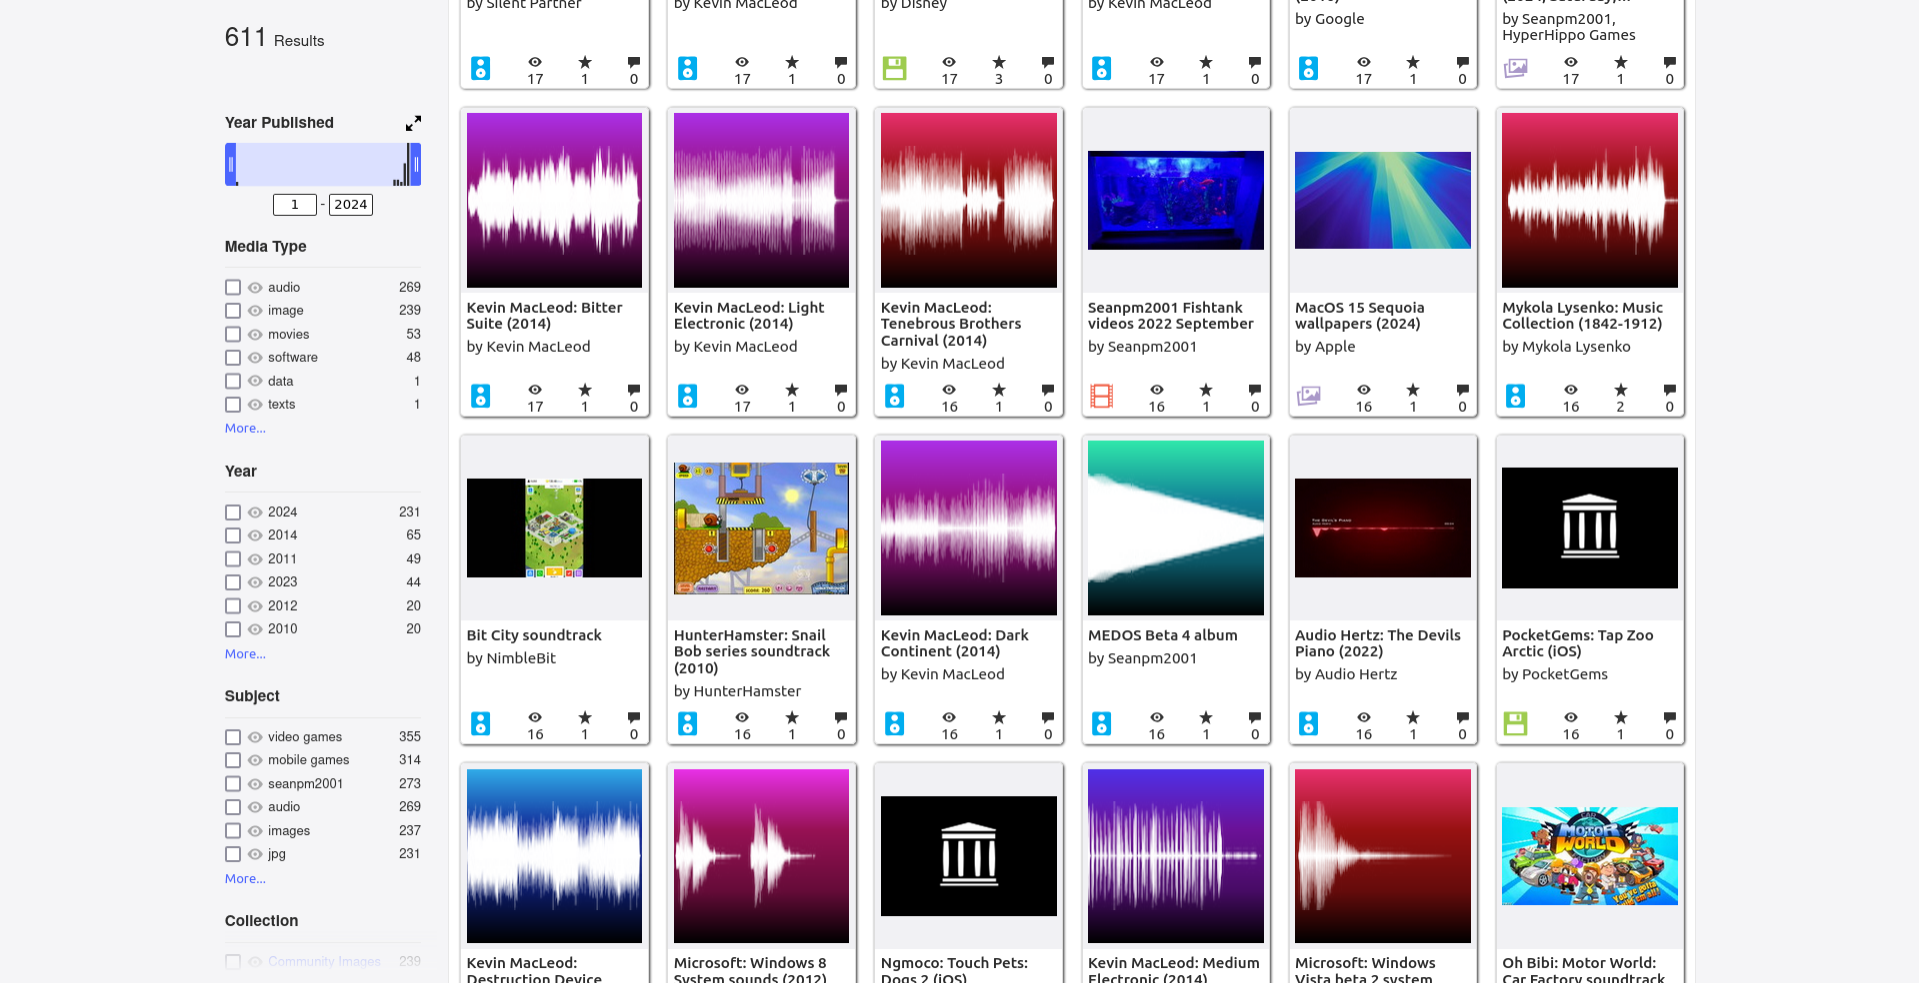 611 Results
Year Published
1 - 2024
Media Type
audio 269
image 239
movies 53
software 48
data 1
texts 1
More...
Year
2024 231
2014 65
2011 49
2023 44
2012 20
2010 20
More...
Subject
video games 355
mobile games 314
seanpm2001 273
audio 269
images 237
jpg 231
More...
Collection
Community Images 239
by Silent Partner
17 1 0
by Kevin MacLeod
17 1 0
by Disney
17 3 0
by Kevin MacLeod
17 1 0
by Google
17 1 0
by Seanpm2001,
HyperHippo Games
17 1 0
Kevin MacLeod: Bitter
Suite (2014)
by Kevin MacLeod
17 1 0
Kevin MacLeod: Light
Electronic (2014)
by Kevin MacLeod
17 1 0
Kevin MacLeod:
Tenebrous Brothers
Carnival (2014)
by Kevin MacLeod
16 1 0
Seanpm2001 Fishtank
videos 2022 September
by Seanpm2001
16 1 0
MacOS 15 Sequoia
wallpapers (2024)
by Apple
16 1 0
Mykola Lysenko: Music
Collection (1842-1912)
by Mykola Lysenko
16 2 0
Bit City soundtrack
by NimbleBit
16 1 0
HunterHamster: Snail
Bob series soundtrack
(2010)
by HunterHamster
16 1 0
Kevin MacLeod: Dark
Continent (2014)
by Kevin MacLeod
16 1 0
MEDOS Beta 4 album
by Seanpm2001
16 1 0
The Devil's Piano
Audio Hertz: The Devils
Piano (2022)
by Audio Hertz
16 1 0
PocketGems: Tap Zoo
Arctic (iOS)
by PocketGems
16 1 0
Kevin MacLeod:
Destruction Device
Microsoft: Windows 8
System sounds (2012)
Ngmoco: Touch Pets:
Dogs 2 (iOS)
Kevin MacLeod: Medium
Electronic (2014)
Microsoft: Windows
Vista beta 2 system
MOTOR
WORLD
CAR
You've gotta
Oh Bibi: Motor World:
Car Factory soundtrack